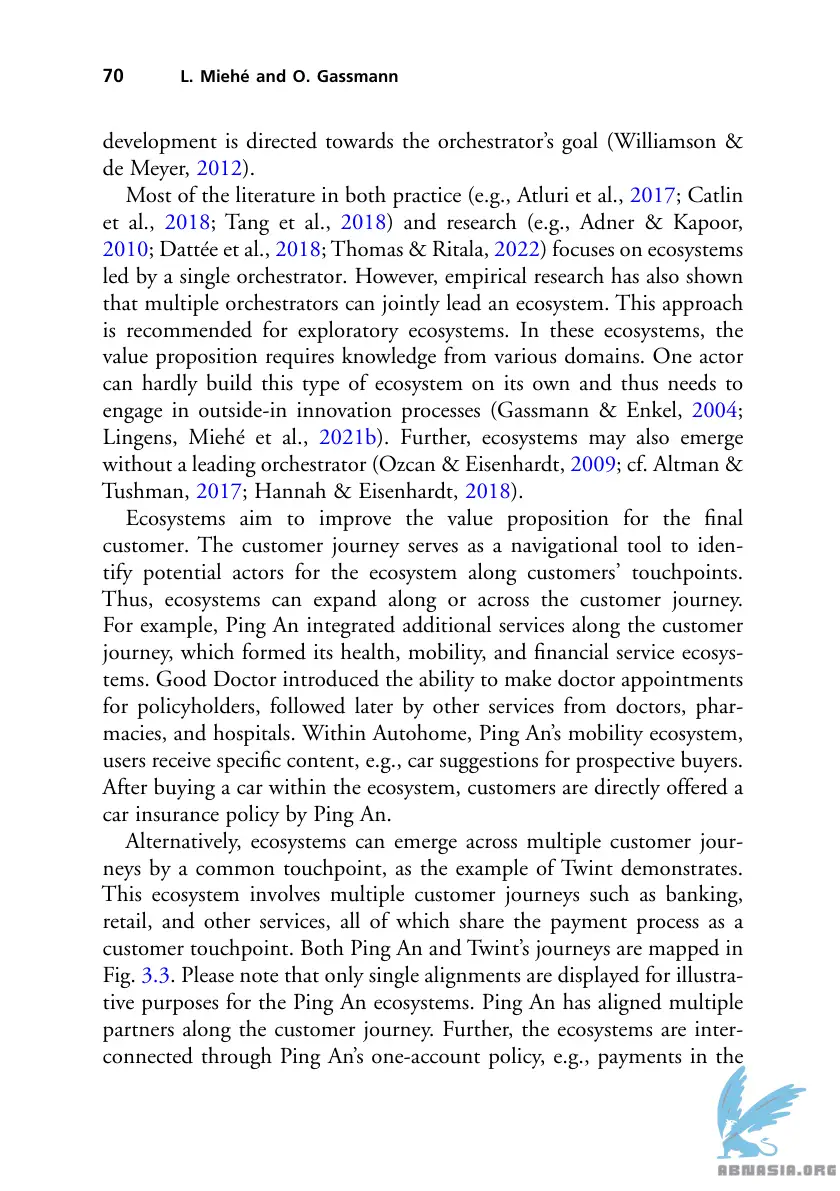 70 L. Miehé and O. Gassmann
development is directed towards the orchestrator’s goal (Williamson &
de Meyer, 2012).
Most of the literature in both practice (e.g., Atluri et al., 2017; Catlin
et al., 2018; Tang et al., 2018) and research (e.g., Adner & Kapoor,
2010; Dattée et al., 2018; Thomas & Ritala, 2022) focuses on ecosystems
led by a single orchestrator. However, empirical research has also shown
that multiple orchestrators can jointly lead an ecosystem. This approach
is recommended for exploratory ecosystems. In these ecosystems, the
value proposition requires knowledge from various domains. One actor
can hardly build this type of ecosystem on its own and thus needs to
engage in outside-in innovation processes (Gassmann & Enkel, 2004;
Lingens, Miehé et al., 2021b). Further, ecosystems may also emerge
without a leading orchestrator (Ozcan & Eisenhardt, 2009; cf. Altman &
Tushman, 2017; Hannah & Eisenhardt, 2018).
Ecosystems aim to improve the value proposition for the final
customer. The customer journey serves as a navigational tool to iden-
tify potential actors for the ecosystem along customers’ touchpoints.
Thus, ecosystems can expand along or across the customer journey.
For example, Ping An integrated additional services along the customer
journey, which formed its health, mobility, and financial service ecosys-
tems. Good Doctor introduced the ability to make doctor appointments
for policyholders, followed later by other services from doctors, phar-
macies, and hospitals. Within Autohome, Ping An’s mobility ecosystem,
users receive specific content, e.g., car suggestions for prospective buyers.
After buying a car within the ecosystem, customers are directly offered a
car insurance policy by Ping An.
Alternatively, ecosystems can emerge across multiple customer jour-
neys by a common touchpoint, as the example of Twint demonstrates.
This ecosystem involves multiple customer journeys such as banking,
retail, and other services, all of which share the payment process as a
customer touchpoint. Both Ping An and Twint’s journeys are mapped in
Fig. 3.3. Please note that only single alignments are displayed for illustra-
tive purposes for the Ping An ecosystems. Ping An has aligned multiple
partners along the customer journey. Further, the ecosystems are inter-
connected through Ping An’s one-account policy, e.g., payments in the
ABNASIA.ORG